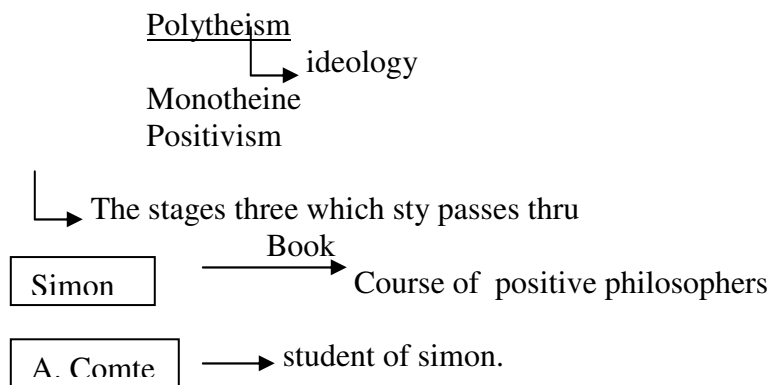 Polytheism
ideology
Monotheine
Positivism
The stages three which sty passes thru
Book
Simon
Course of positive philosophers
A. Comte
student of simon.